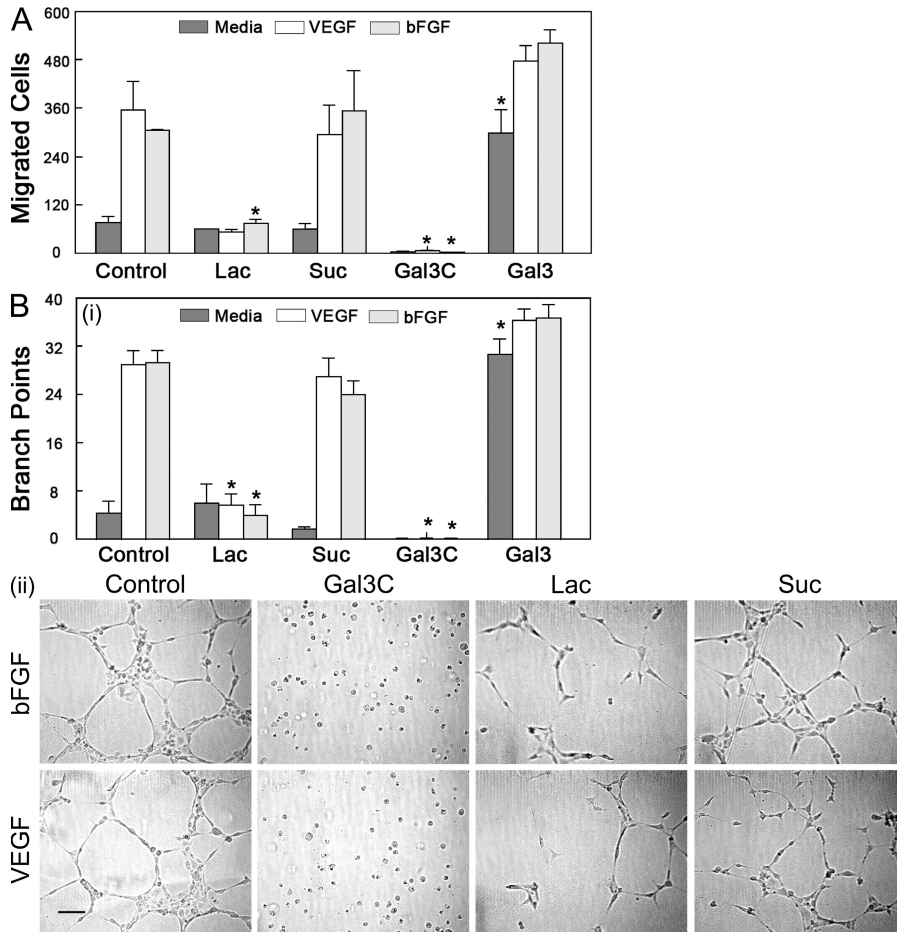 A
600
480
360
240
120
0
Migrated Cells
Media VEGF bFGF
*
*
* *
Control Lac Suc Gal3C Gal3
B
(i)
40
32
24
16
8
0
Branch Points
Media VEGF bFGF
*
* *
* *
Control Lac Suc Gal3C Gal3
(ii)
Control Gal3C Lac Suc
bFGF
VEGF